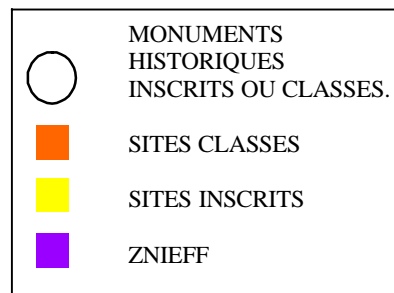 MONUMENTS
HISTORIQUES
INSCRITS OU CLASSES.
SITES CLASSES
SITES INSCRITS
ZNIEFF